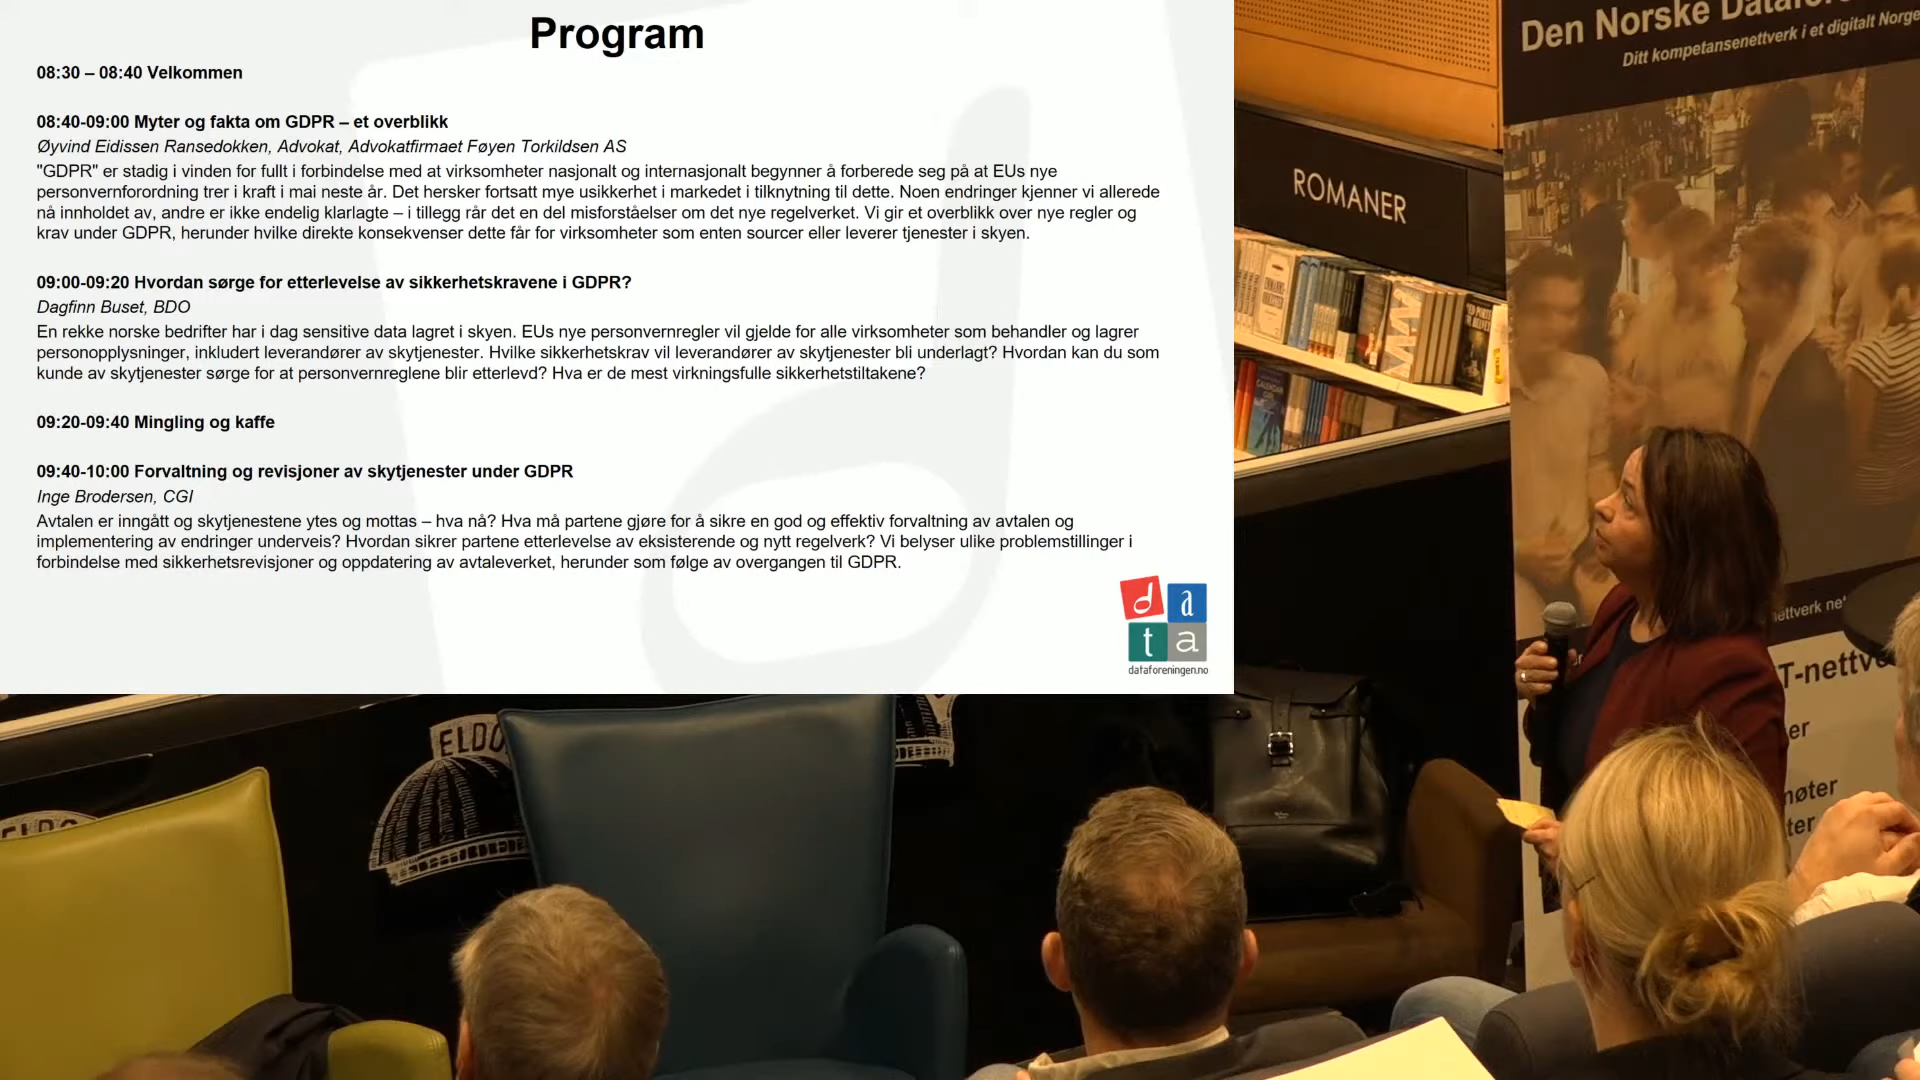 Program
08:30 – 08:40 Velkommen
08:40-09:00 Myter og fakta om GDPR – et overblikk
Øyvind Eidissen Ransedokken, Advokat, Advokatfirmaet Føyen Torkildsen AS
"GDPR" er stadig i vinden for fullt i forbindelse med at virksomheter nasjonalt og internasjonalt begynner å forberede seg på at EUs nye
personvernforordning trer i kraft i mai neste år. Det hersker fortsatt mye usikkerhet i markedet i tilknytning til dette. Noen endringer kjenner vi allerede
nå innholdet av, andre er ikke endelig klarlagte – i tillegg rår det en del misforståelser om det nye regelverket. Vi gir et overblikk over nye regler og
krav under GDPR, herunder hvilke direkte konsekvenser dette får for virksomheter som enten sourcer eller leverer tjenester i skyen.
09:00-09:20 Hvordan sørge for etterlevelse av sikkerhetskravene i GDPR?
Dagfinn Buset, BDO
En rekke norske bedrifter har i dag sensitive data lagret i skyen. EUs nye personvernregler vil gjelde for alle virksomheter som behandler og lagrer
personopplysninger, inkludert leverandører av skytjenester. Hvilke sikkerhetskrav vil leverandører av skytjenester bli underlagt? Hvordan kan du som
kunde av skytjenester sørge for at personvernreglene blir etterlevd? Hva er de mest virkningsfulle sikkerhetstiltakene?
09:20-09:40 Mingling og kaffe
09:40-10:00 Forvaltning og revisjoner av skytjenester under GDPR
Inge Brodersen, CGI
Avtalen er inngått og skytjenestene ytes og mottas – hva nå? Hva må partene gjøre for å sikre en god og effektiv forvaltning av avtalen og
implementering av endringer underveis? Hvordan sikrer partene etterlevelse av eksisterende og nytt regelverk? Vi belyser ulike problemstillinger i
forbindelse med sikkerhetsrevisjoner og oppdatering av avtaleverket, herunder som følge av overgangen til GDPR.
data
dataforeningen.no
Den Norske Datafor
Ditt kompetansenettverk i et digitalt Norge
ROMANER
ettverk net
T-nettve
er
møter
ter
ELDO
ELDO